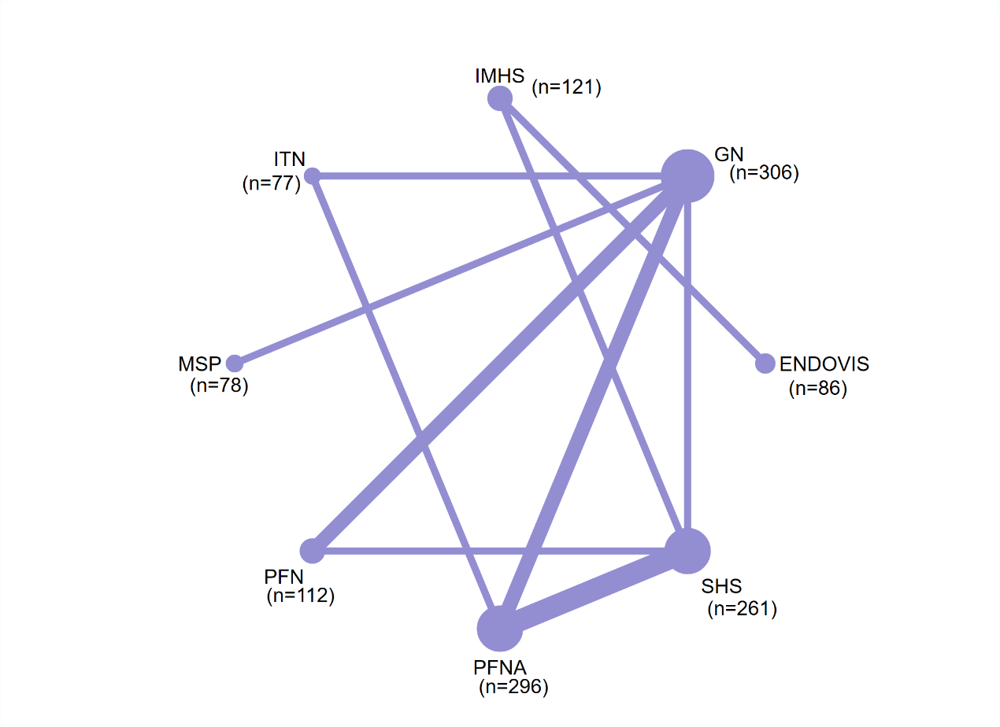 IMHS
(n=121)
GN
(n=306)
ITN
(n=77)
MSP
(n=78)
ENDOVIS
(n=86)
PFN
(n=112)
SHS
(n=261)
PFNA
(n=296)